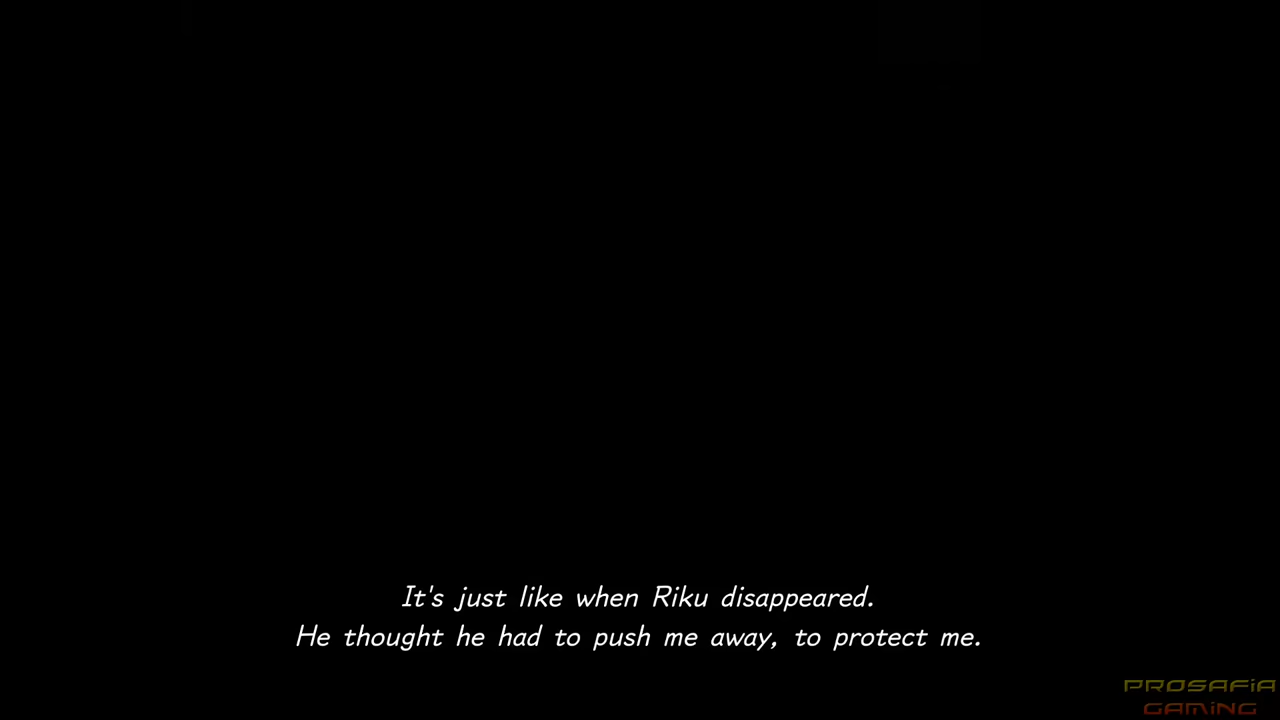 It's just like when Riku disappeared.
He thought he had to push me away, to protect me.
PROSAFiA
GAMiNG